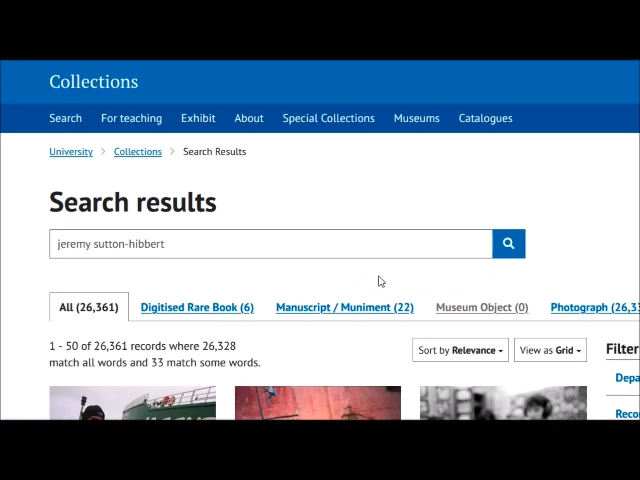 Collections
Search For teaching Exhibit About Special Collections Museums Catalogues
University Collections Search Results
Search results
jeremy sutton-hibbert
All (26,361) Digitised Rare Book (6) Manuscript / Muniment (22) Museum Object (0) Photograph (26,33
1 - 50 of 26,361 records where 26,328
match all words and 33 match some words.
Sort by Relevance View as Grid
Filter
Depa
Reco